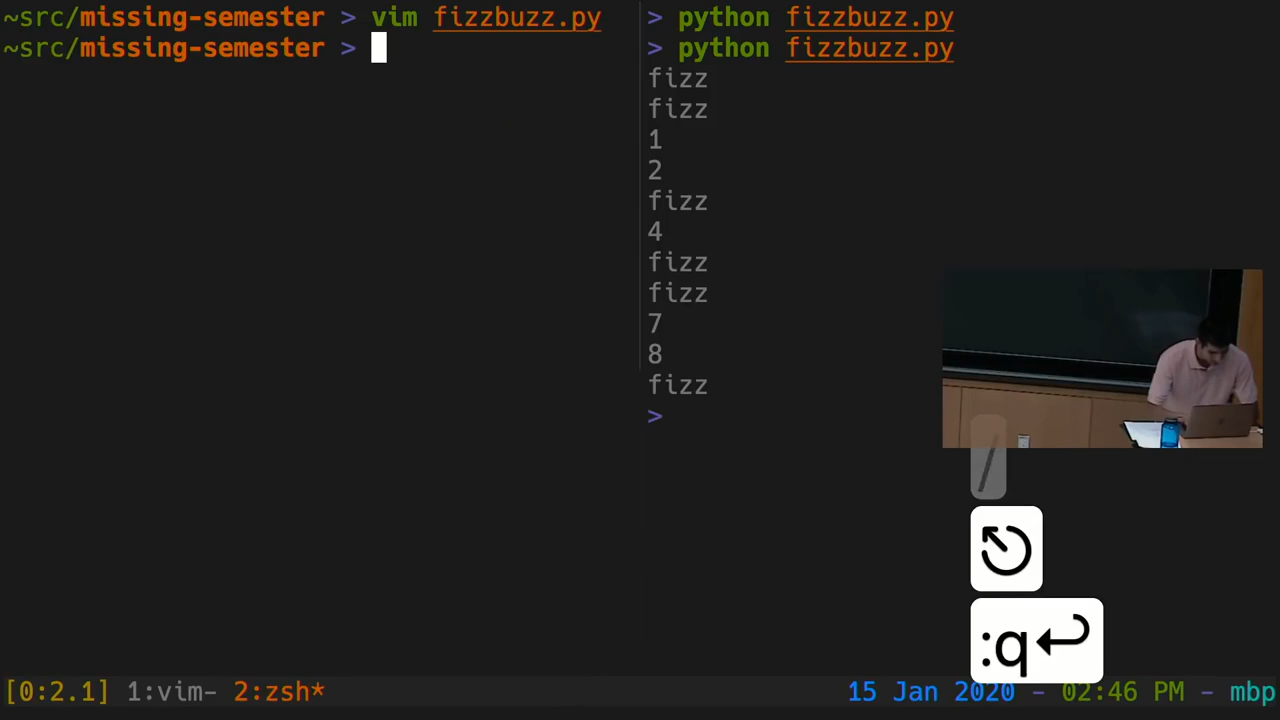 ~src/missing-semester > vim fizzbuzz.py
~src/missing-semester >
> python fizzbuzz.py
> python fizzbuzz.py
fizz
fizz
1
2
fizz
4
fizz
fizz
7
8
fizz
>
/
:q
[0:2.1] 1:vim- 2:zsh* 15 Jan 2020 - 02:46 PM - mbp